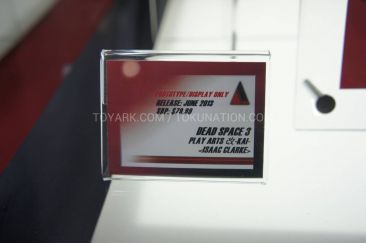 PROTOTYPE/DISPLAY ONLY
RELEASE: JUNE 2013
SRP: $79.99
TOYARK.COM / TOKUNATION.COM
DEAD SPACE 3
PLAY ARTS 改-KAI-
<ISAAC CLARKE>